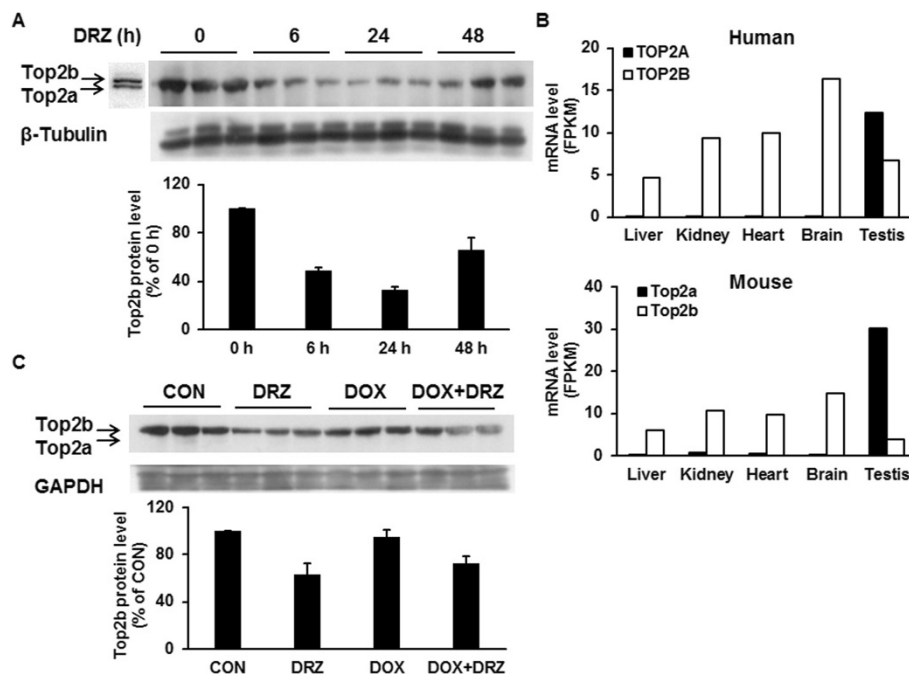 A
DRZ (h) 0 6 24 48
Top2b
Top2a
β-Tubulin
Top2b protein level
(% of 0 h)
120
80
40
0
0 h 6 h 24 h 48 h
B
Human
TOP2A
TOP2B
mRNA level
(FPKM)
20
15
10
5
0
Liver Kidney Heart Brain Testis
Mouse
Top2a
Top2b
mRNA level
(FPKM)
40
30
20
10
0
Liver Kidney Heart Brain Testis
C
CON DRZ DOX DOX+DRZ
Top2b
Top2a
GAPDH
Top2b protein level
(% of CON)
120
80
40
0
CON DRZ DOX DOX+DRZ